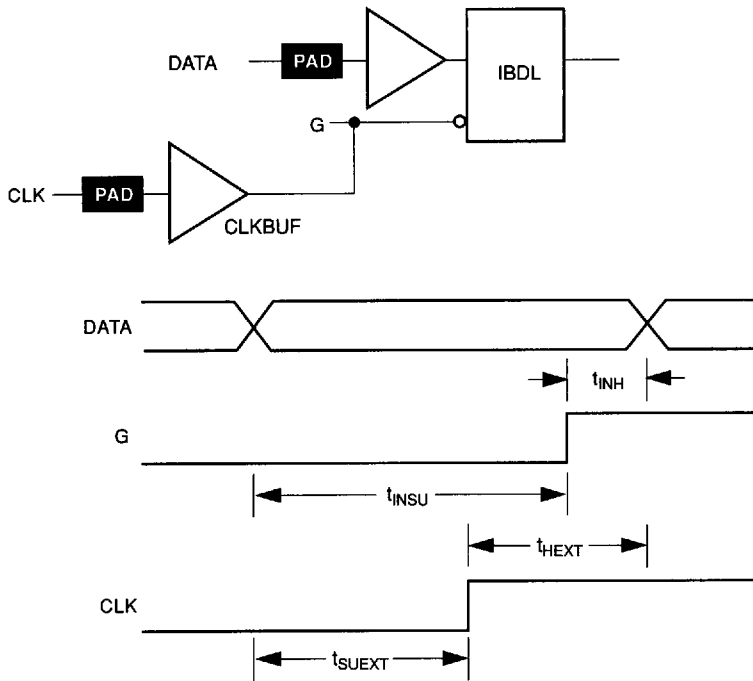 DATA
PAD
IBDL
G
CLK
PAD
CLKBUF
DATA
tINH
G
tINSU
tHEXT
CLK
tSUEXT